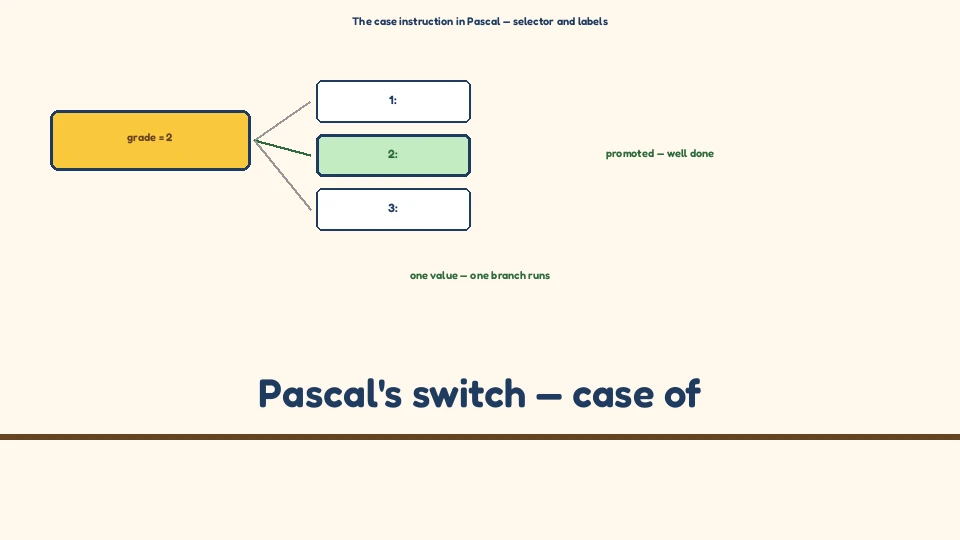 The case instruction in Pascal — selector and labels
grade = 2
1:
2:
3:
promoted — well done
one value — one branch runs
Pascal's switch — case of